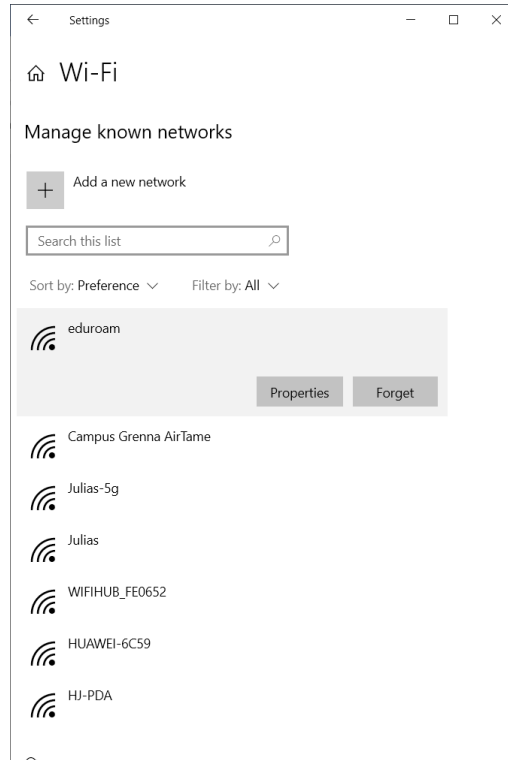 Settings
Wi-Fi
Manage known networks
Add a new network
Search this list
Sort by: Preference Filter by: All
eduroam
Properties Forget
Campus Grenna AirTame
Julias-5g
Julias
WIFIHUB_FE0652
HUAWEI-6C59
HJ-PDA